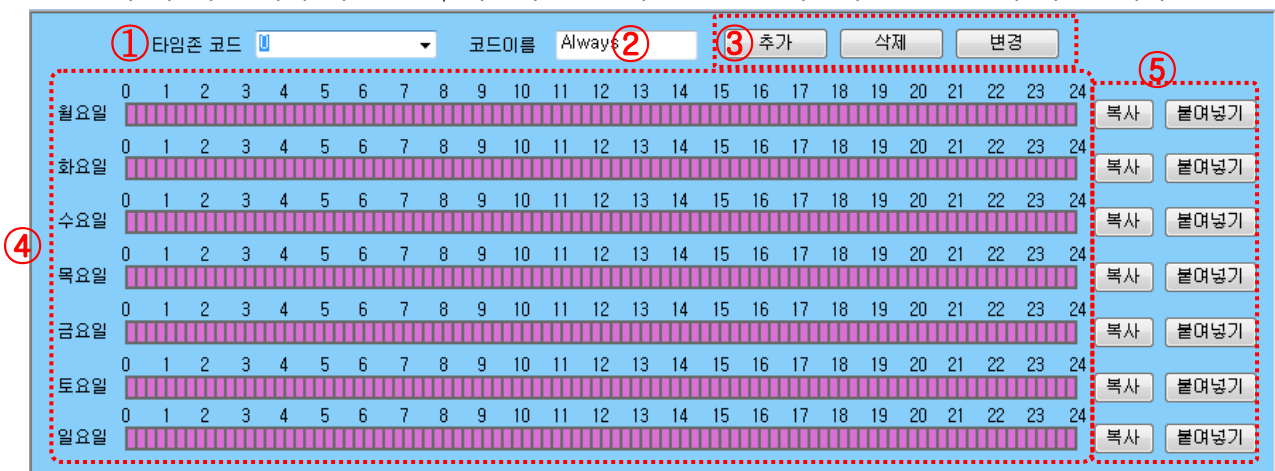 ① 타임존 코드 0 코드이름 Always ② ③ 추가 삭제 변경
⑤
0 1 2 3 4 5 6 7 8 9 10 11 12 13 14 15 16 17 18 19 20 21 22 23 24
월요일 복사 붙여넣기
0 1 2 3 4 5 6 7 8 9 10 11 12 13 14 15 16 17 18 19 20 21 22 23 24
화요일 복사 붙여넣기
0 1 2 3 4 5 6 7 8 9 10 11 12 13 14 15 16 17 18 19 20 21 22 23 24
수요일 복사 붙여넣기
④
0 1 2 3 4 5 6 7 8 9 10 11 12 13 14 15 16 17 18 19 20 21 22 23 24
목요일 복사 붙여넣기
0 1 2 3 4 5 6 7 8 9 10 11 12 13 14 15 16 17 18 19 20 21 22 23 24
금요일 복사 붙여넣기
0 1 2 3 4 5 6 7 8 9 10 11 12 13 14 15 16 17 18 19 20 21 22 23 24
토요일 복사 붙여넣기
0 1 2 3 4 5 6 7 8 9 10 11 12 13 14 15 16 17 18 19 20 21 22 23 24
일요일 복사 붙여넣기